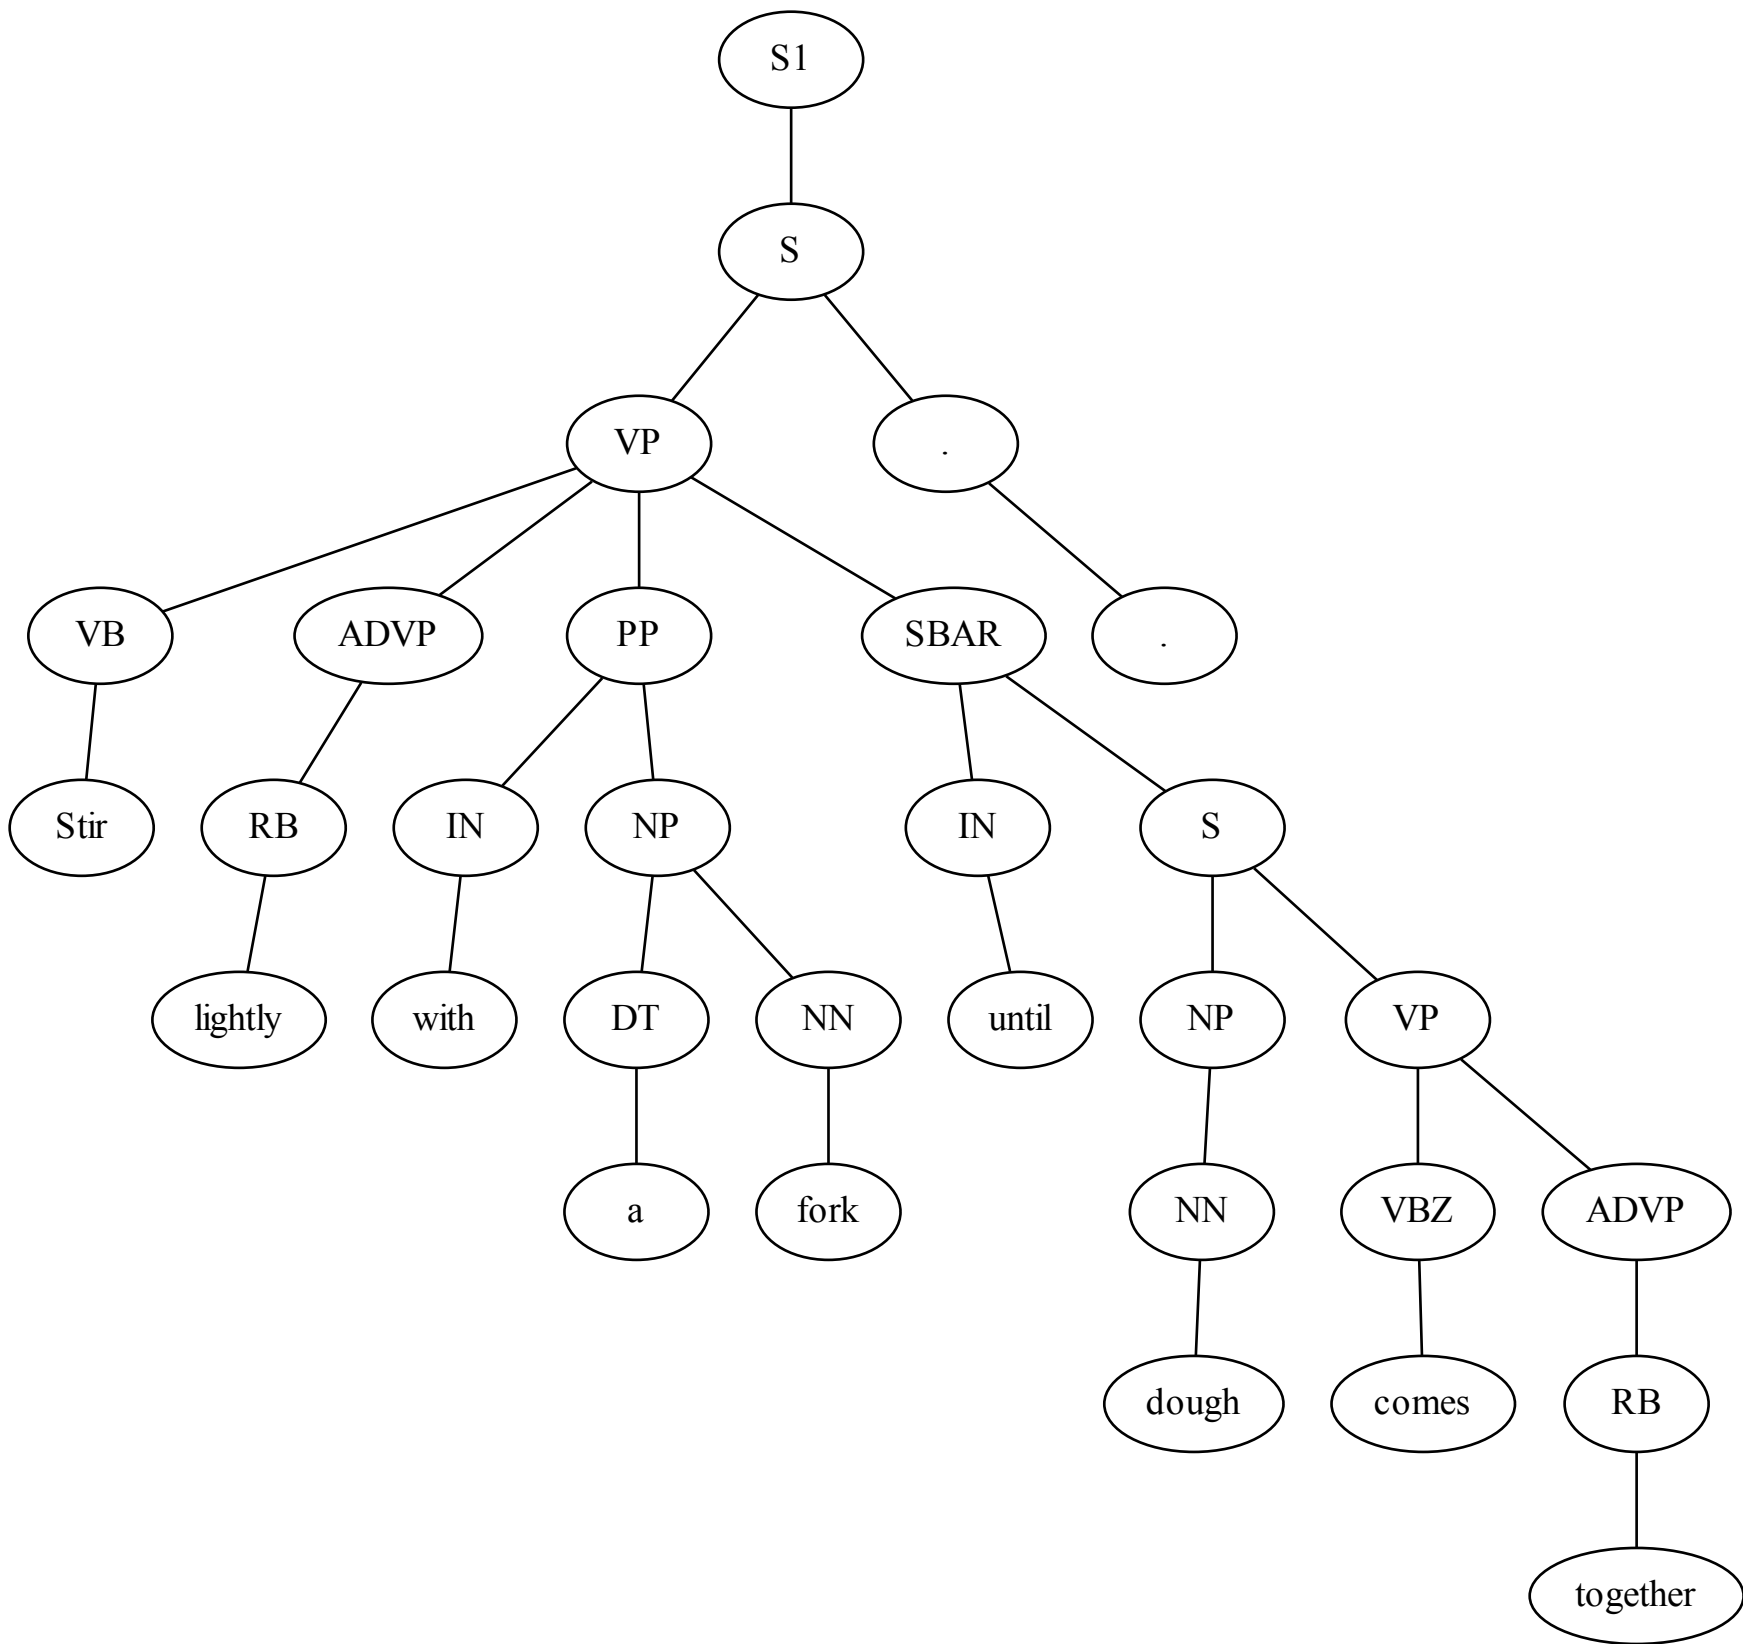 S1
S
VP .
VB ADVP PP SBAR .
Stir RB IN NP IN S
lightly with DT NN until NP VP
a fork NN VBZ ADVP
dough comes RB
together